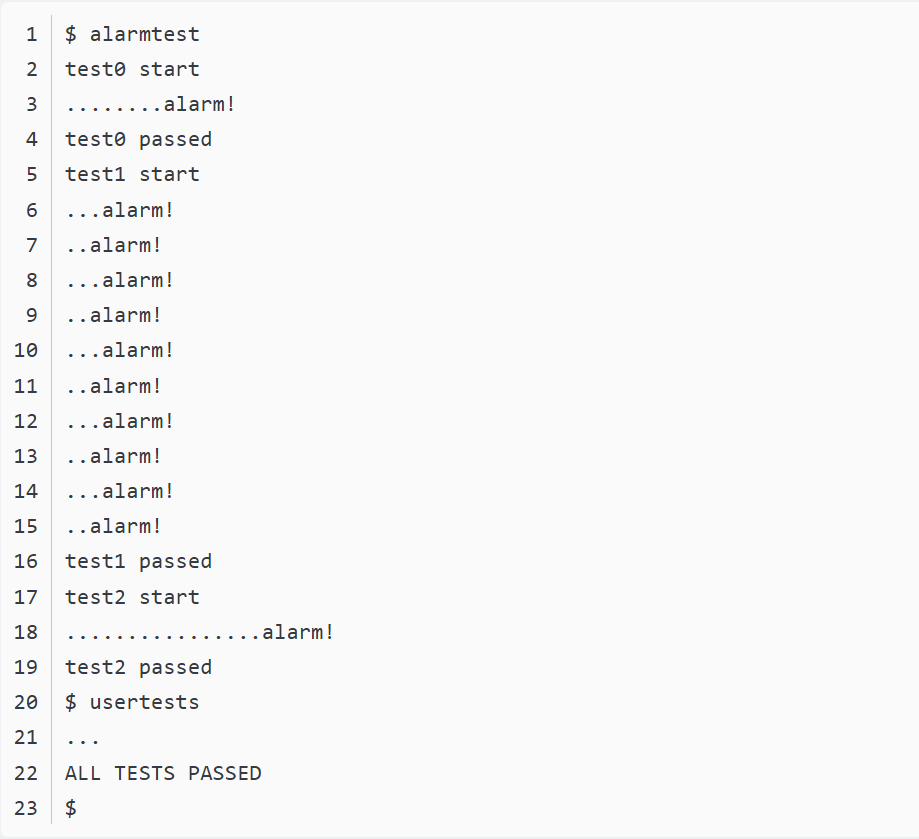 1 $ alarmtest
2 test0 start
3 ........alarm!
4 test0 passed
5 test1 start
6 ...alarm!
7 ..alarm!
8 ...alarm!
9 ..alarm!
10 ...alarm!
11 ..alarm!
12 ...alarm!
13 ..alarm!
14 ...alarm!
15 ..alarm!
16 test1 passed
17 test2 start
18 ................alarm!
19 test2 passed
20 $ usertests
21 ...
22 ALL TESTS PASSED
23 $